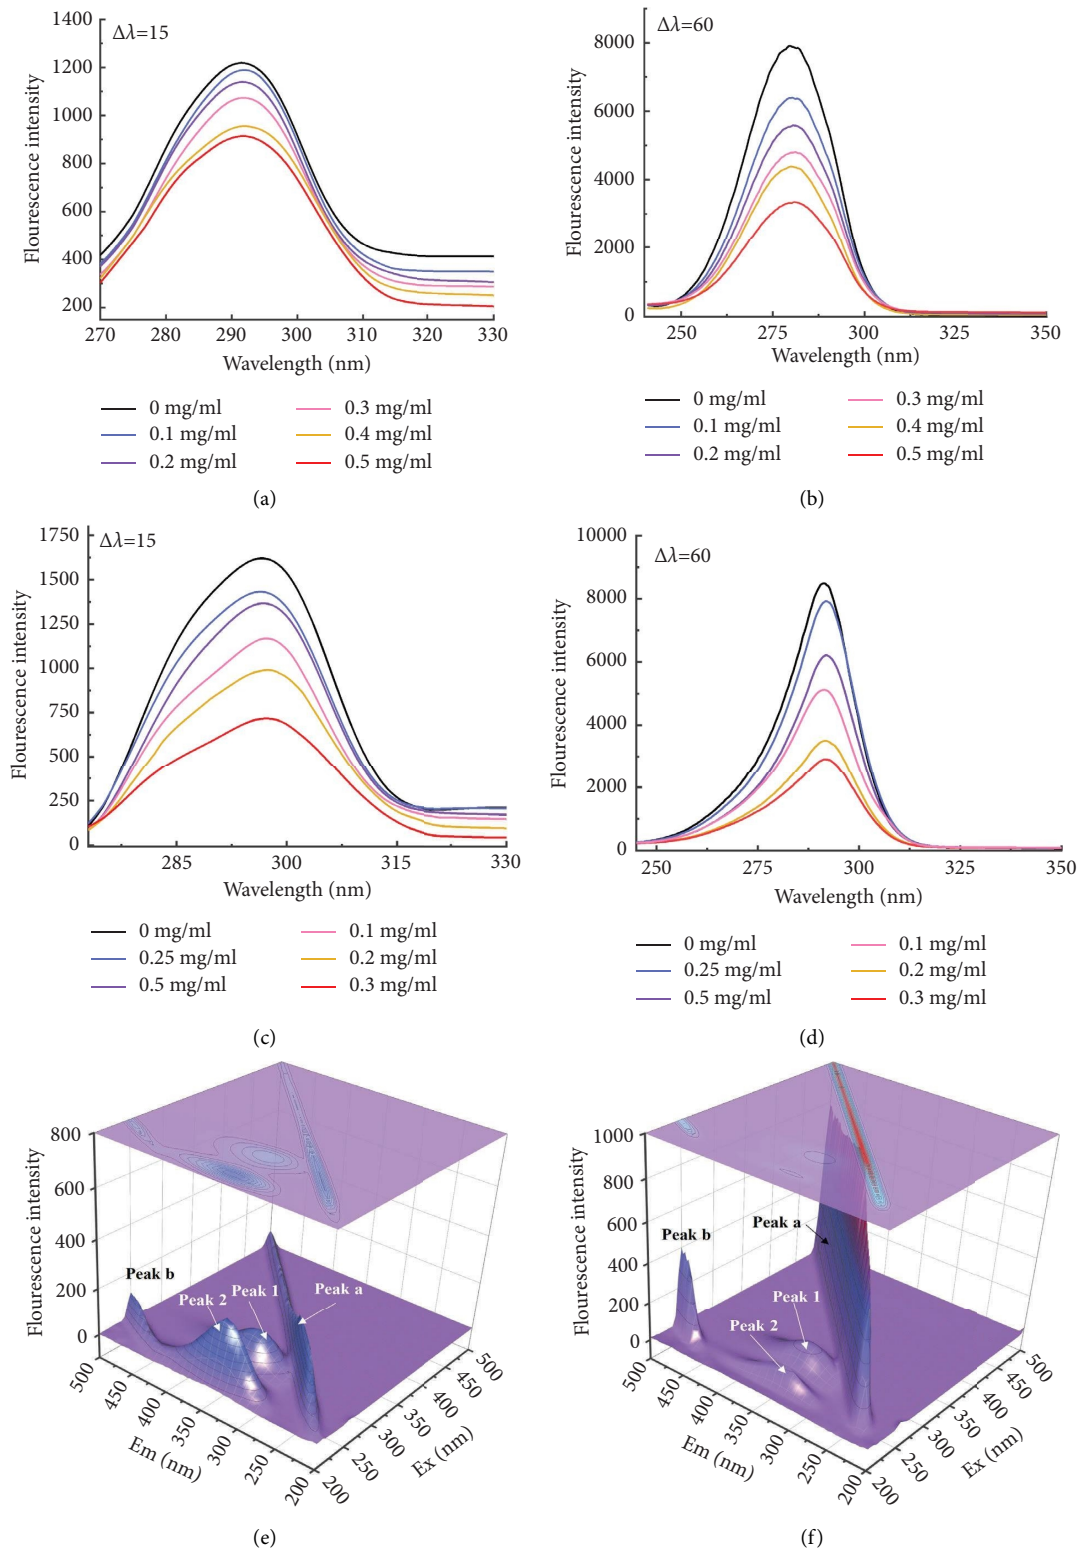 Δλ=15
Flourescence intensity
1400
1200
1000
800
600
400
200
270 280 290 300 310 320 330
Wavelength (nm)
0 mg/ml 0.3 mg/ml
0.1 mg/ml 0.4 mg/ml
0.2 mg/ml 0.5 mg/ml
(a)
Δλ=60
Flourescence intensity
8000
6000
4000
2000
0
250 275 300 325 350
Wavelength (nm)
0 mg/ml 0.3 mg/ml
0.1 mg/ml 0.4 mg/ml
0.2 mg/ml 0.5 mg/ml
(b)
Δλ=15
Flourescence intensity
1750
1500
1250
1000
750
500
250
0
285 300 315 330
Wavelength (nm)
0 mg/ml 0.1 mg/ml
0.25 mg/ml 0.2 mg/ml
0.5 mg/ml 0.3 mg/ml
(c)
Δλ=60
Flourescence intensity
10000
8000
6000
4000
2000
0
250 275 300 325 350
Wavelength (nm)
0 mg/ml 0.1 mg/ml
0.25 mg/ml 0.2 mg/ml
0.5 mg/ml 0.3 mg/ml
(d)
Flourescence intensity
800
600
400
200
0
Peak b
Peak 2
Peak 1
Peak a
500 450 400 350 300 250 200
Em (nm)
200 250 300 350 400 450 500
Ex (nm)
(e)
Flourescence intensity
1000
800
600
400
200
0
Peak a
Peak b
Peak 1
Peak 2
500 450 400 350 300 250 200
Em (nm)
200 250 300 350 400 450 500
Ex (nm)
(f)